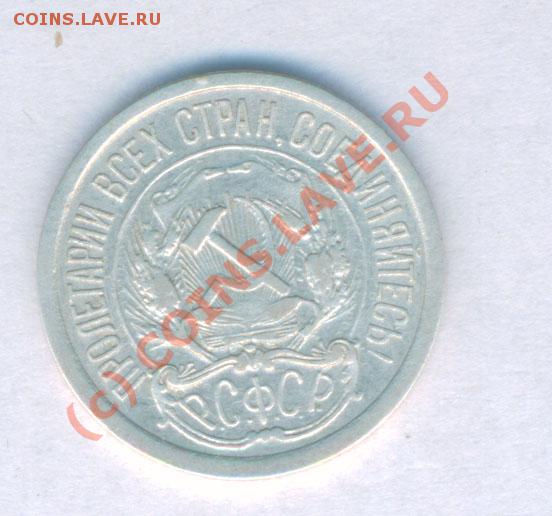 COINS.LAVE.RU
ПРОЛЕТАРИИ ВСЕХ СТРАН, СОЕДИНЯЙТЕСЬ!
Р.С.Ф.С.Р.
(c) COINS.LAVE.RU